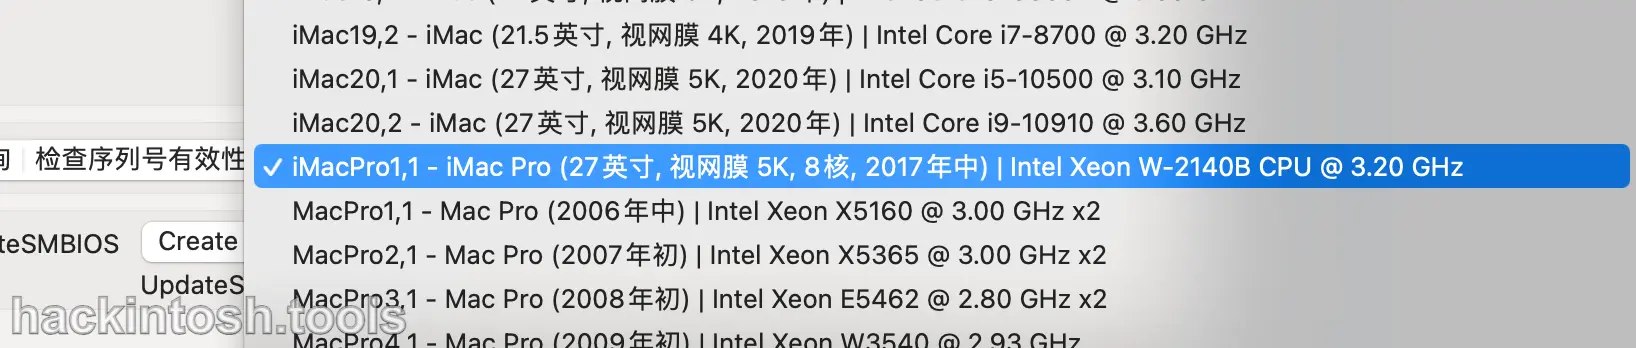 iMac19,2 - iMac (21.5英寸, 视网膜 4K, 2019年) | Intel Core i7-8700 @ 3.20 GHz
iMac20,1 - iMac (27英寸, 视网膜 5K, 2020年) | Intel Core i5-10500 @ 3.10 GHz
iMac20,2 - iMac (27英寸, 视网膜 5K, 2020年) | Intel Core i9-10910 @ 3.60 GHz
检查序列号有效性
✓ iMacPro1,1 - iMac Pro (27英寸, 视网膜 5K, 8核, 2017年中) | Intel Xeon W-2140B CPU @ 3.20 GHz
MacPro1,1 - Mac Pro (2006年中) | Intel Xeon X5160 @ 3.00 GHz x2
teSMBIOS
Create
MacPro2,1 - Mac Pro (2007年初) | Intel Xeon X5365 @ 3.00 GHz x2
UpdateS
MacPro3,1 - Mac Pro (2008年初) | Intel Xeon E5462 @ 2.80 GHz x2
hackintosh.tools
MacPro4,1 - Mac Pro (2009年初) | Intel Xeon W3540 @ 2.93 GHz